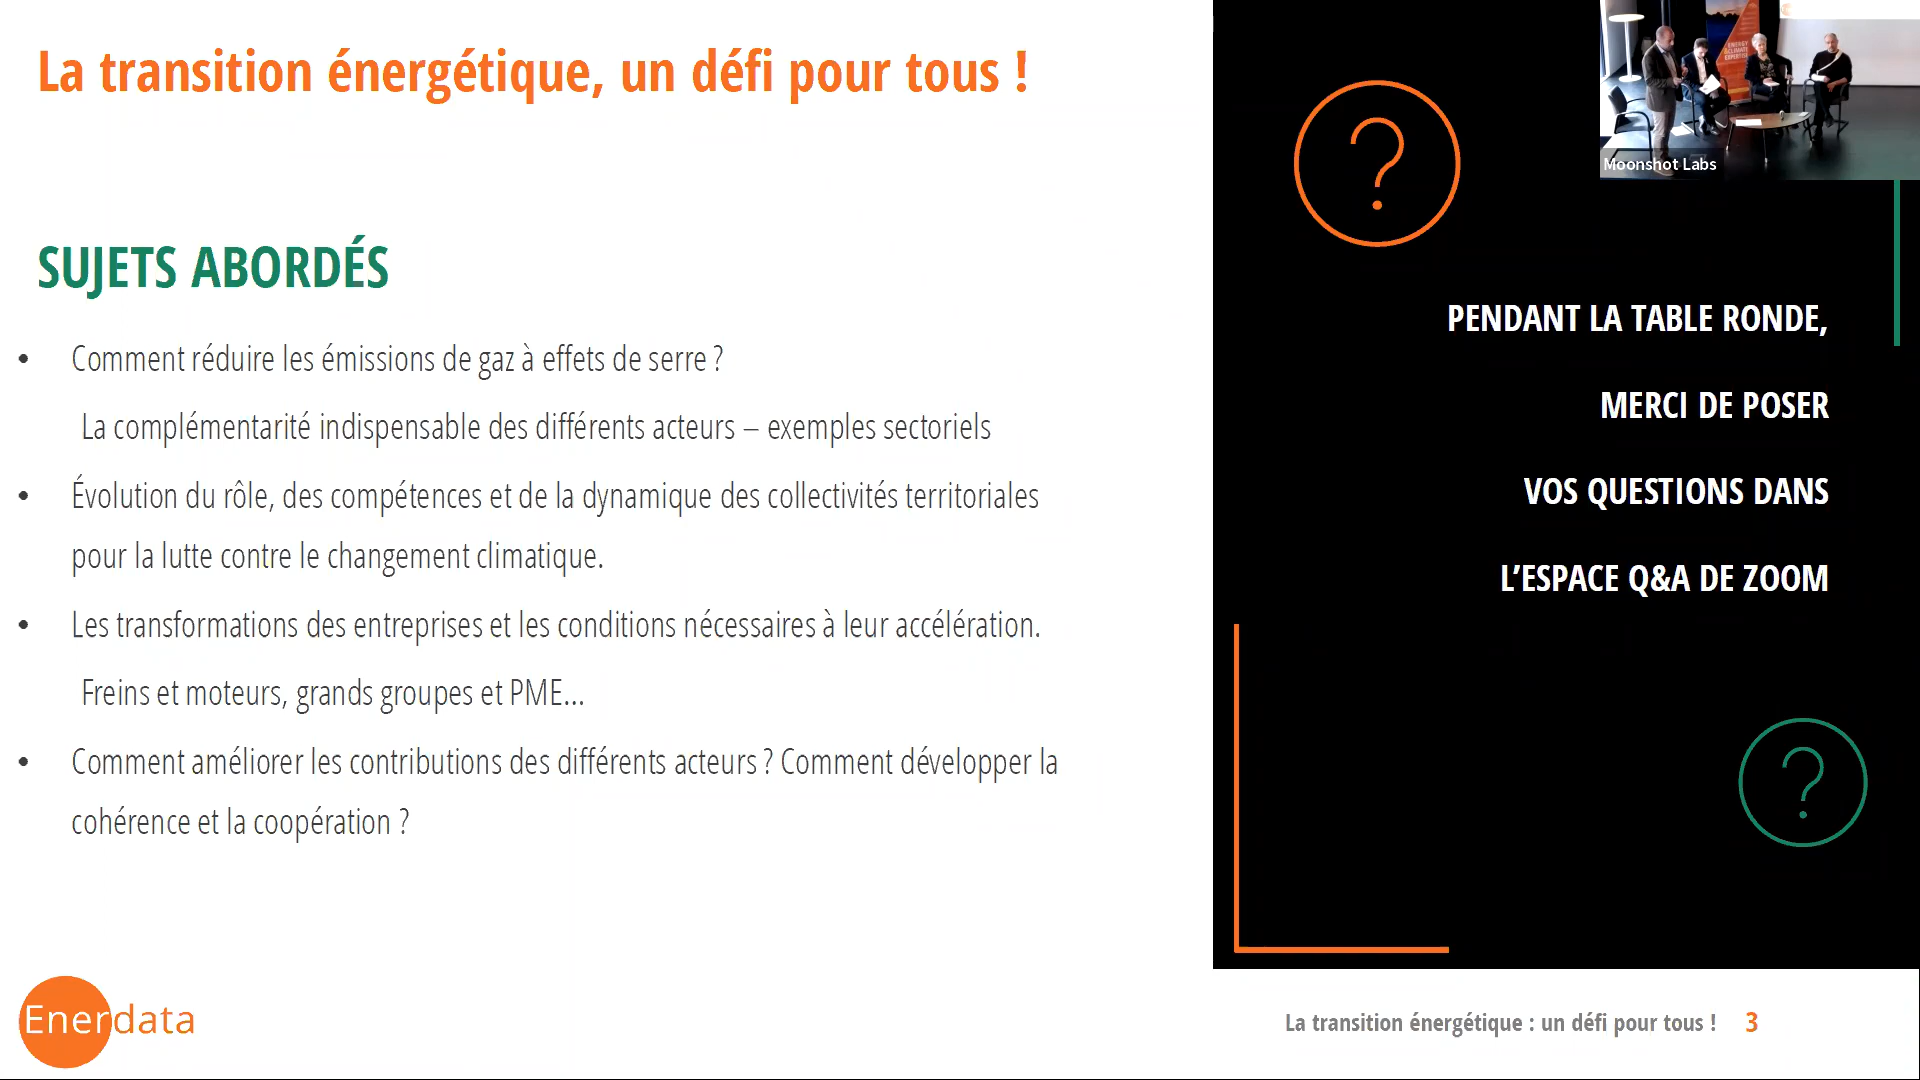 La transition énergétique, un défi pour tous !
SUJETS ABORDÉS
• Comment réduire les émissions de gaz à effets de serre ?
La complémentarité indispensable des différents acteurs – exemples sectoriels
• Évolution du rôle, des compétences et de la dynamique des collectivités territoriales
pour la lutte contre le changement climatique.
• Les transformations des entreprises et les conditions nécessaires à leur accélération.
Freins et moteurs, grands groupes et PME...
• Comment améliorer les contributions des différents acteurs ? Comment développer la
cohérence et la coopération ?
Enerdata
?
ENERGY
&CLIMATE
EXPERTISE
Moonshot Labs
PENDANT LA TABLE RONDE,
MERCI DE POSER
VOS QUESTIONS DANS
L’ESPACE Q&A DE ZOOM
?
La transition énergétique : un défi pour tous ! 3